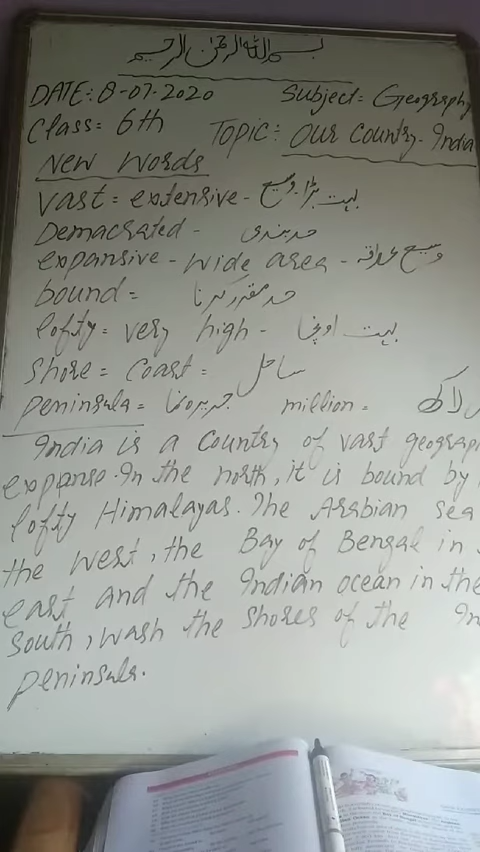 بسم اللہ الرحمن الرحیم
DATE: 8-07-2020 Subject= Geography
Class= 6th Topic: Our Country-India
New Words
Vast= extensive- بہت بڑا۔ وسیع
Demacrated- حد بندی
expansive- wide area- وسیع علاقہ
bound= حد مقرر کرنا
lofty= very high- بہت اونچا
Shore= Coast= ساحل
Peninsula= جزیرہ نما million= لاکھ
India is a Country of vast
expanse. In the north, it is bound by
lofty Himalayas. The Arabian sea
the west, the Bay of Bengal in
east and the Indian ocean in the
South, wash the shores of the
peninsula.